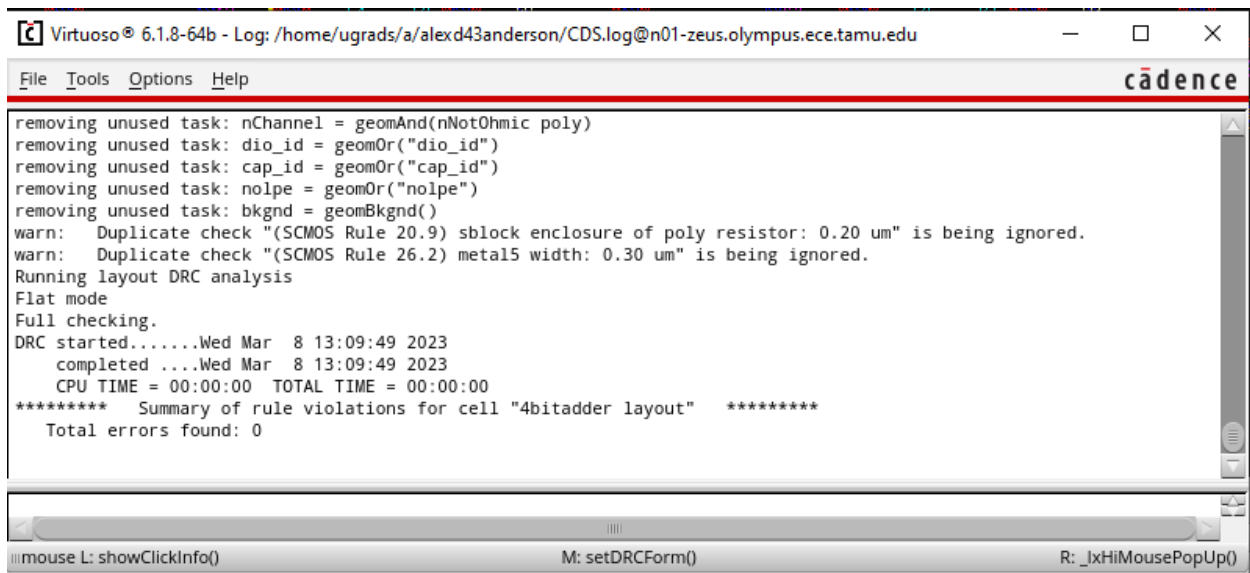 Virtuoso® 6.1.8-64b - Log: /home/ugrads/a/alexd43anderson/CDS.log@n01-zeus.olympus.ece.tamu.edu
File Tools Options Help cādence
removing unused task: nChannel = geomAnd(nNotOhmic poly)
removing unused task: dio_id = geomOr("dio_id")
removing unused task: cap_id = geomOr("cap_id")
removing unused task: nolpe = geomOr("nolpe")
removing unused task: bkgnd = geomBkgnd()
warn: Duplicate check "(SCMOS Rule 20.9) sblock enclosure of poly resistor: 0.20 um" is being ignored.
warn: Duplicate check "(SCMOS Rule 26.2) metal5 width: 0.30 um" is being ignored.
Running layout DRC analysis
Flat mode
Full checking.
DRC started.......Wed Mar 8 13:09:49 2023
completed ....Wed Mar 8 13:09:49 2023
CPU TIME = 00:00:00 TOTAL TIME = 00:00:00
********* Summary of rule violations for cell "4bitadder layout" *********
Total errors found: 0
mouse L: showClickInfo() M: setDRCForm() R: _lxHiMousePopUp()